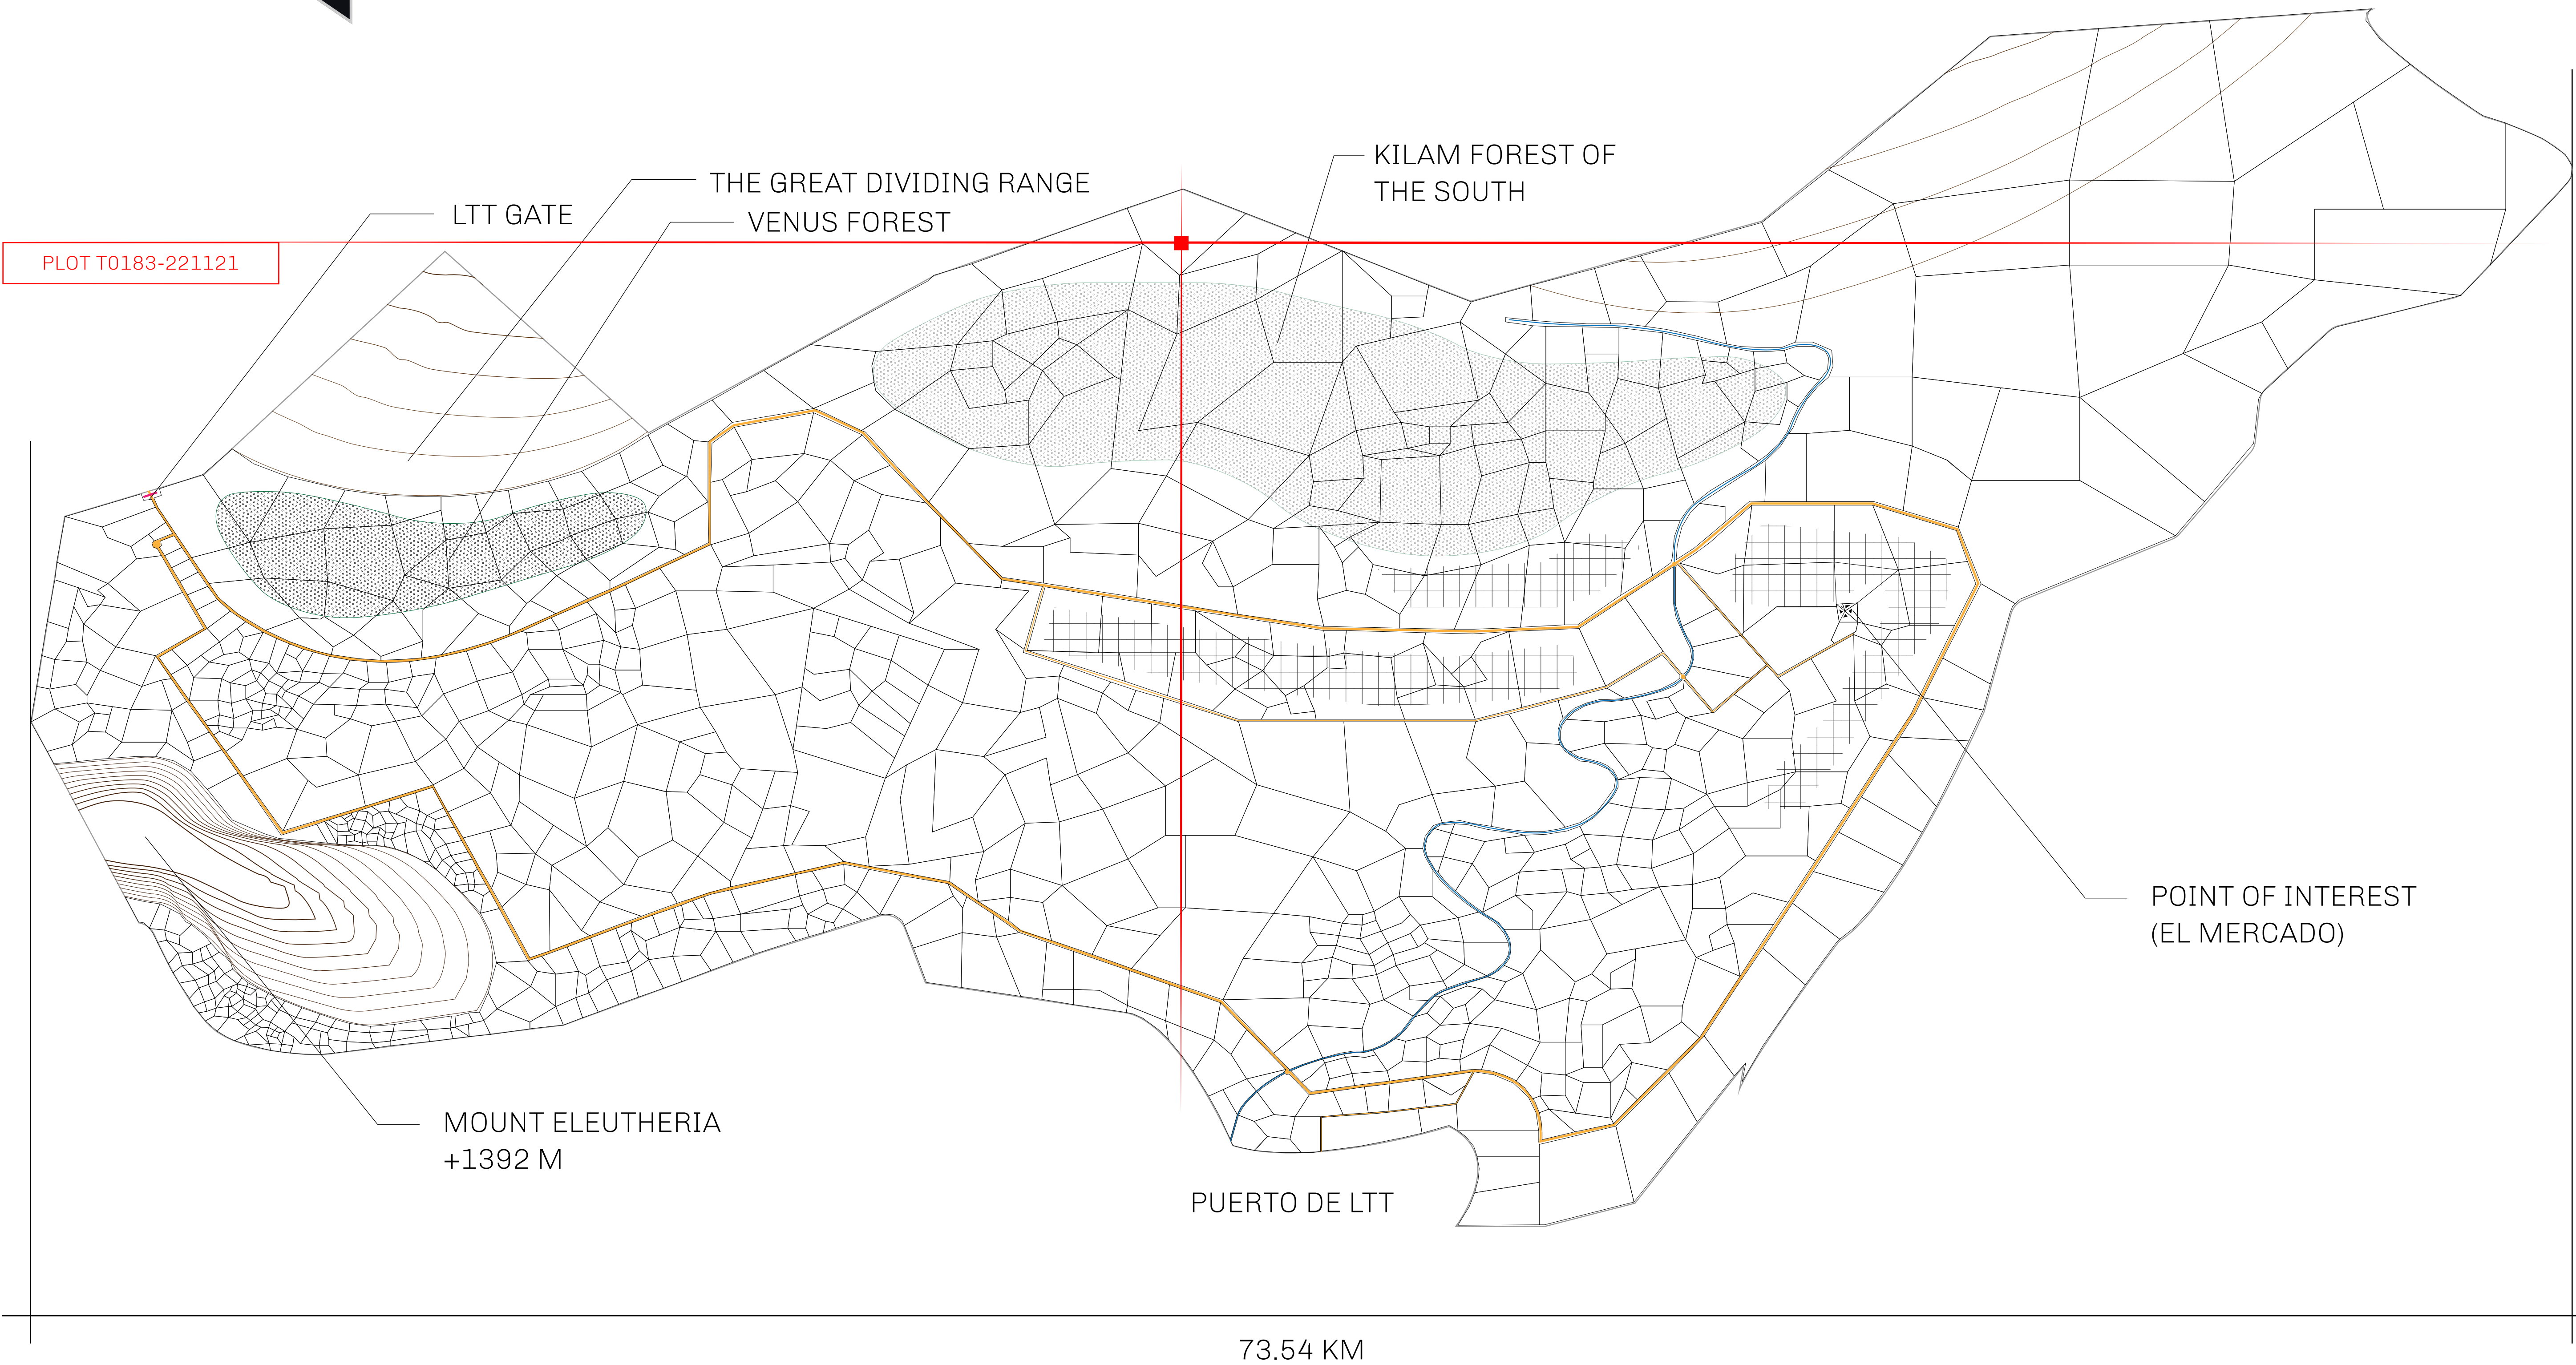 KILAM FOREST OF
THE SOUTH
THE GREAT DIVIDING RANGE
LTT GATE
VENUS FOREST
PLOT T0183-221121
POINT OF INTEREST
(EL MERCADO)
MOUNT ELEUTHERIA
+1392 M
PUERTO DE LTT
73.54 KM